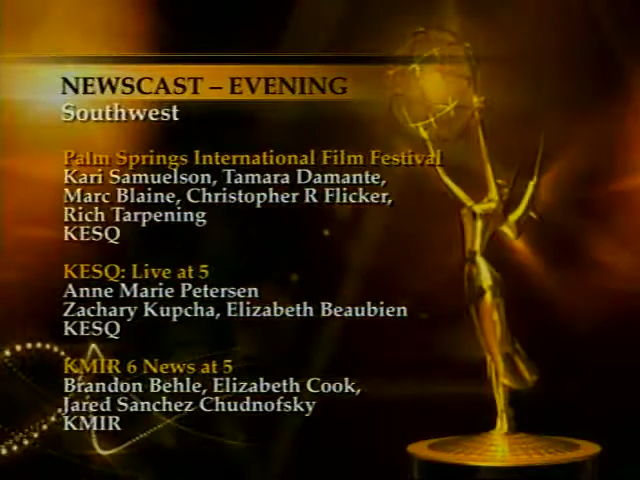 NEWSCAST – EVENING
Southwest
Palm Springs International Film Festival
Kari Samuelson, Tamara Damante,
Marc Blaine, Christopher R Flicker,
Rich Tarpening
KESQ
KESQ: Live at 5
Anne Marie Petersen
Zachary Kupcha, Elizabeth Beaubien
KESQ
KMIR 6 News at 5
Brandon Behle, Elizabeth Cook,
Jared Sanchez Chudnofsky
KMIR